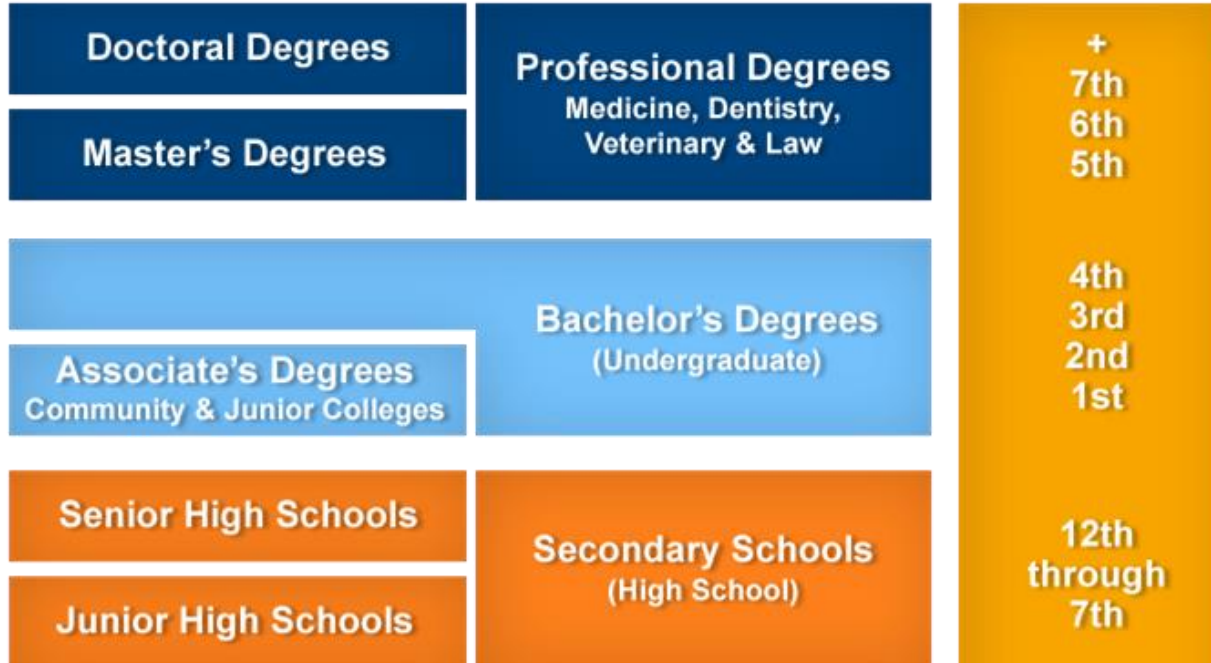 Doctoral Degrees
Master’s Degrees
Professional Degrees
Medicine, Dentistry,
Veterinary & Law
+
7th
6th
5th
Bachelor’s Degrees
(Undergraduate)
Associate’s Degrees
Community & Junior Colleges
4th
3rd
2nd
1st
Senior High Schools
Junior High Schools
Secondary Schools
(High School)
12th
through
7th